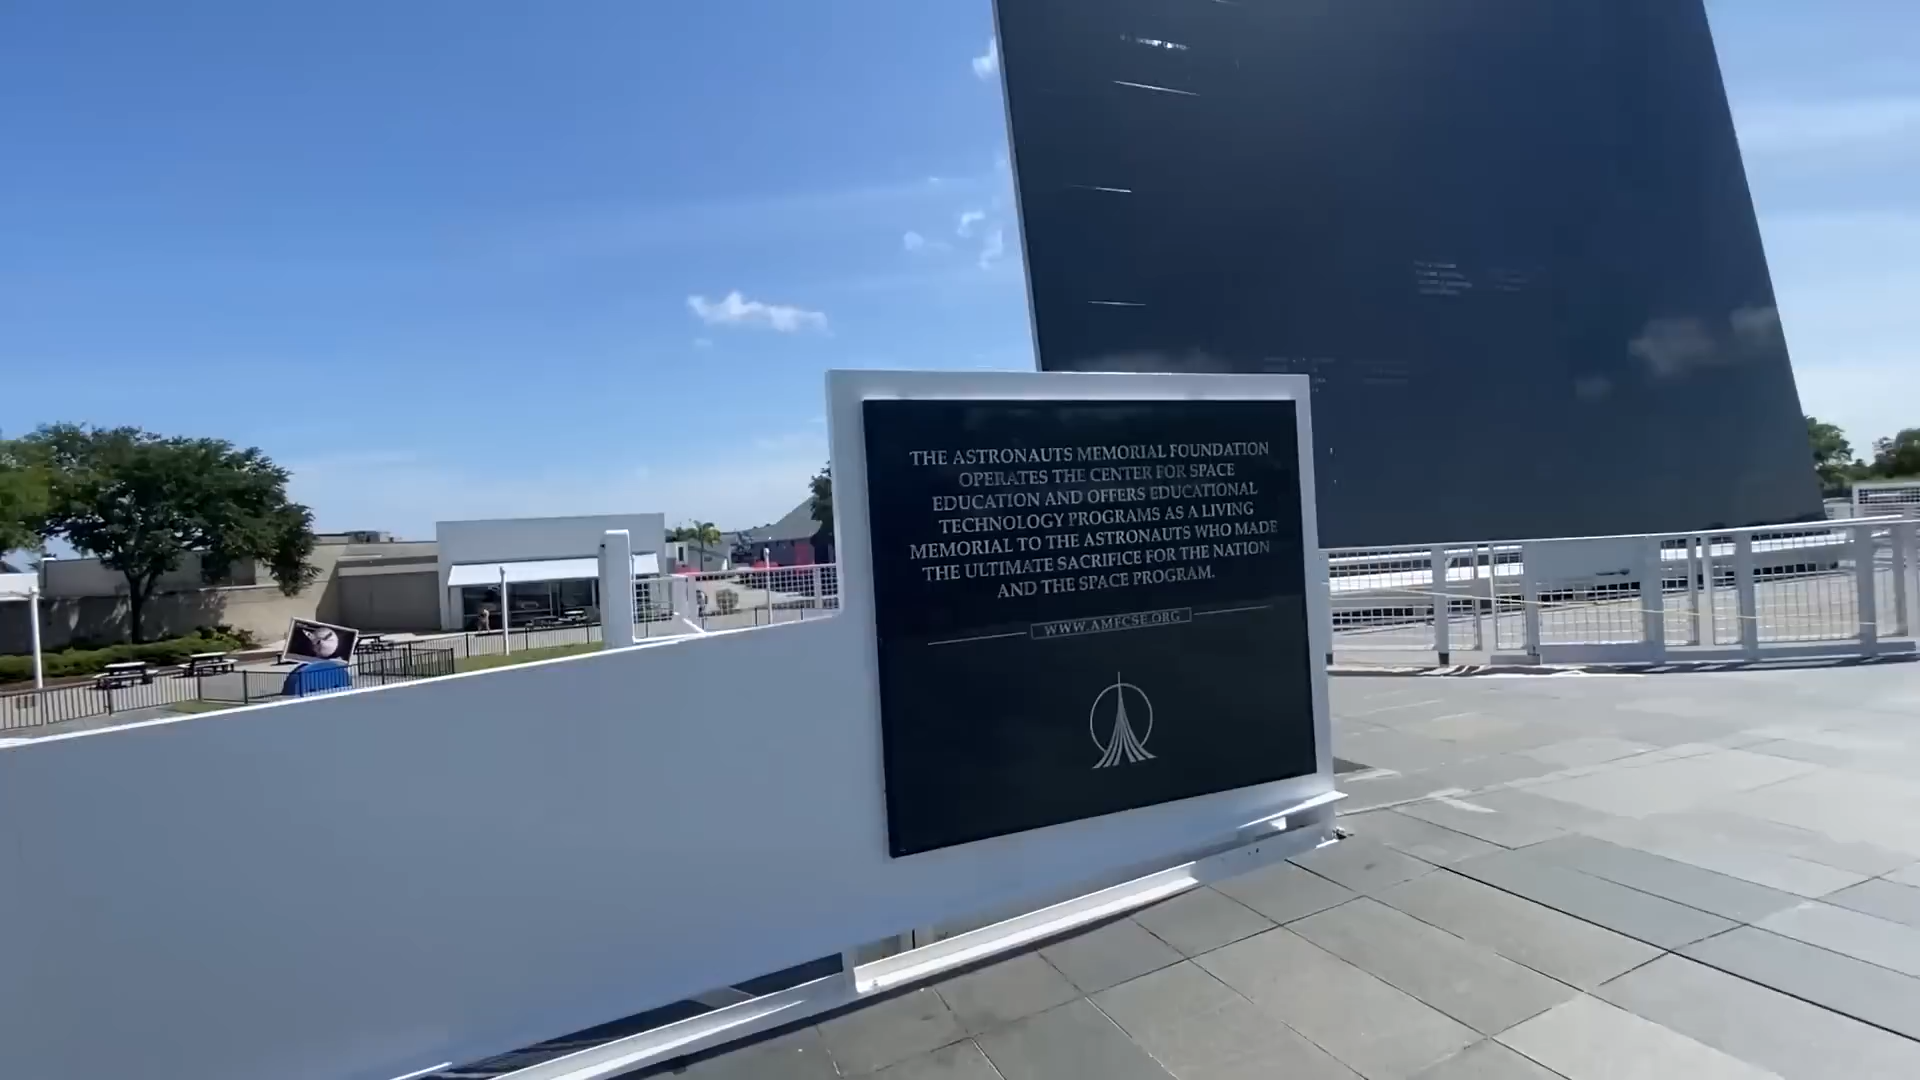 THE ASTRONAUTS MEMORIAL FOUNDATION
OPERATES THE CENTER FOR SPACE
EDUCATION AND OFFERS EDUCATIONAL
TECHNOLOGY PROGRAMS AS A LIVING
MEMORIAL TO THE ASTRONAUTS WHO MADE
THE ULTIMATE SACRIFICE FOR THE NATION
AND THE SPACE PROGRAM.
WWW.AMFCSE.ORG